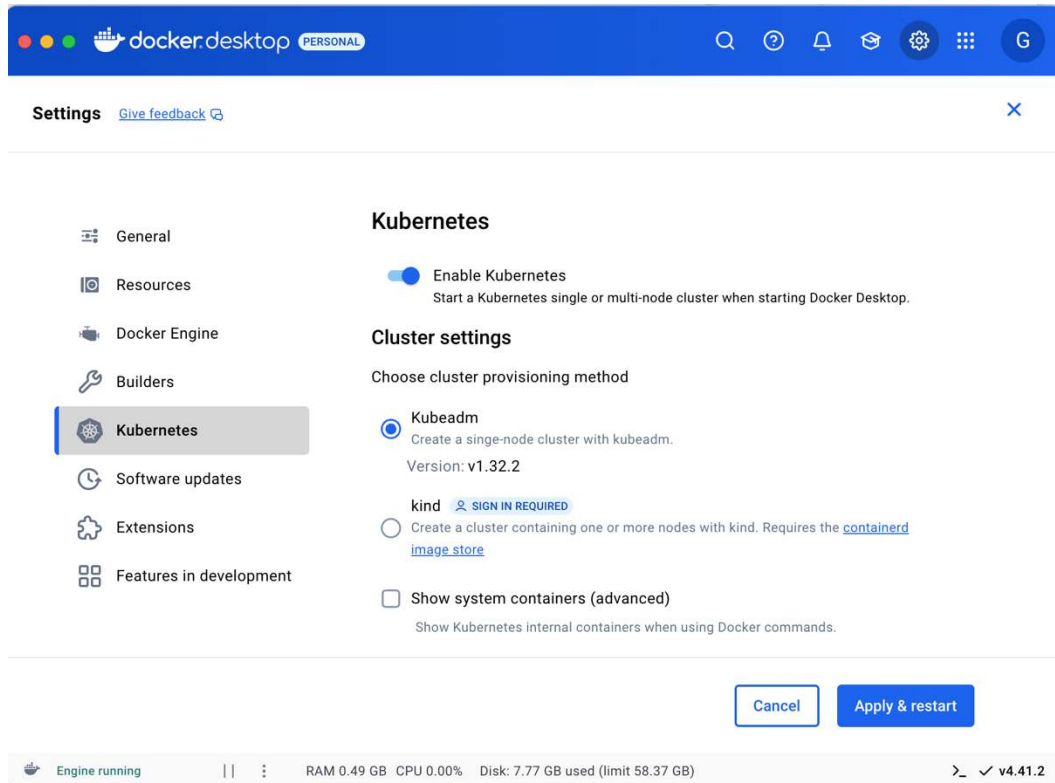 docker.desktop PERSONAL
G
Settings Give feedback
General
Resources
Docker Engine
Builders
Kubernetes
Software updates
Extensions
Features in development
Kubernetes
Enable Kubernetes
Start a Kubernetes single or multi-node cluster when starting Docker Desktop.
Cluster settings
Choose cluster provisioning method
Kubeadm
Create a singe-node cluster with kubeadm.
Version: v1.32.2
kind SIGN IN REQUIRED
Create a cluster containing one or more nodes with kind. Requires the containerd
image store
Show system containers (advanced)
Show Kubernetes internal containers when using Docker commands.
Cancel Apply & restart
Engine running RAM 0.49 GB CPU 0.00% Disk: 7.77 GB used (limit 58.37 GB) v4.41.2